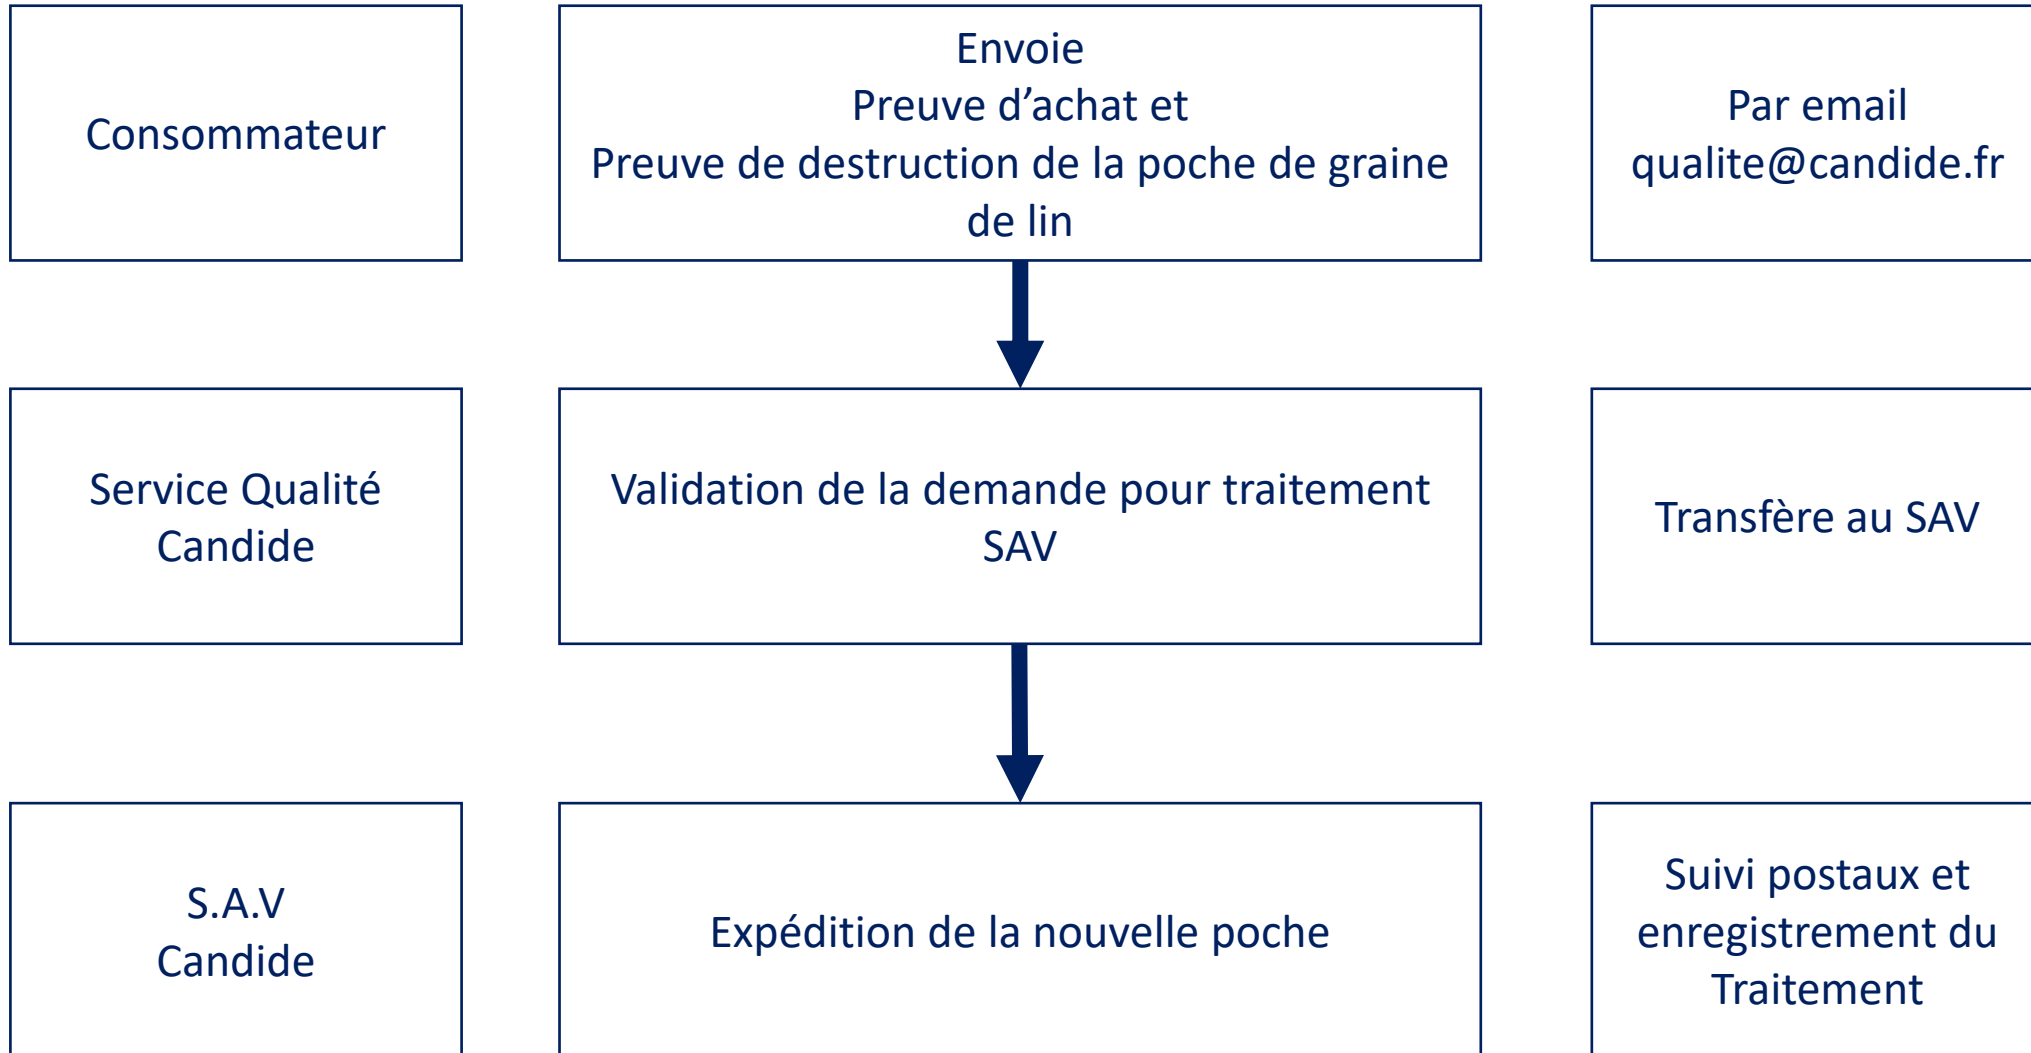 Consommateur
Envoie
Preuve d’achat et
Preuve de destruction de la poche de graine
de lin
Par email
qualite@candide.fr
Service Qualité
Candide
Validation de la demande pour traitement
SAV
Transfère au SAV
S.A.V
Candide
Expédition de la nouvelle poche
Suivi postaux et
enregistrement du
Traitement